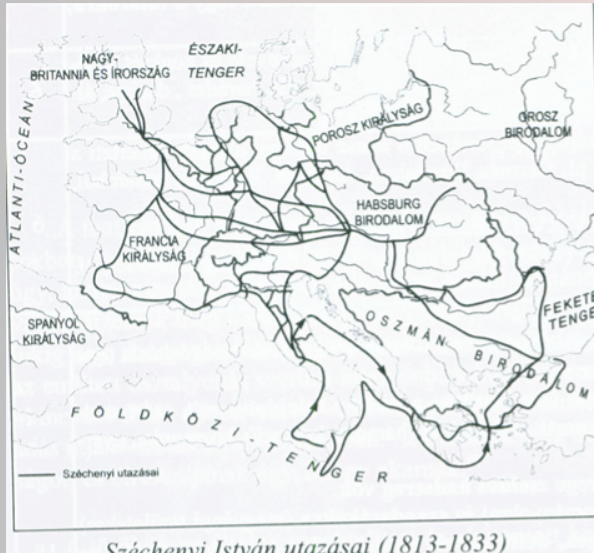 NAGY-
BRITANNIA ÉS ÍRORSZÁG
ÉSZAKI-
TENGER
ATLANTI-ÓCEÁN
POROSZ KIRÁLYSÁG
OROSZ
BIRODALOM
HABSBURG
BIRODALOM
FRANCIA
KIRÁLYSÁG
SPANYOL
KIRÁLYSÁG
FEKETE
TENGE
OSZMÁN BIRODALOM
FÖLDKÖZI-TENGER
Széchenyi utazásai
Széchenyi István utazásai (1813-1833)